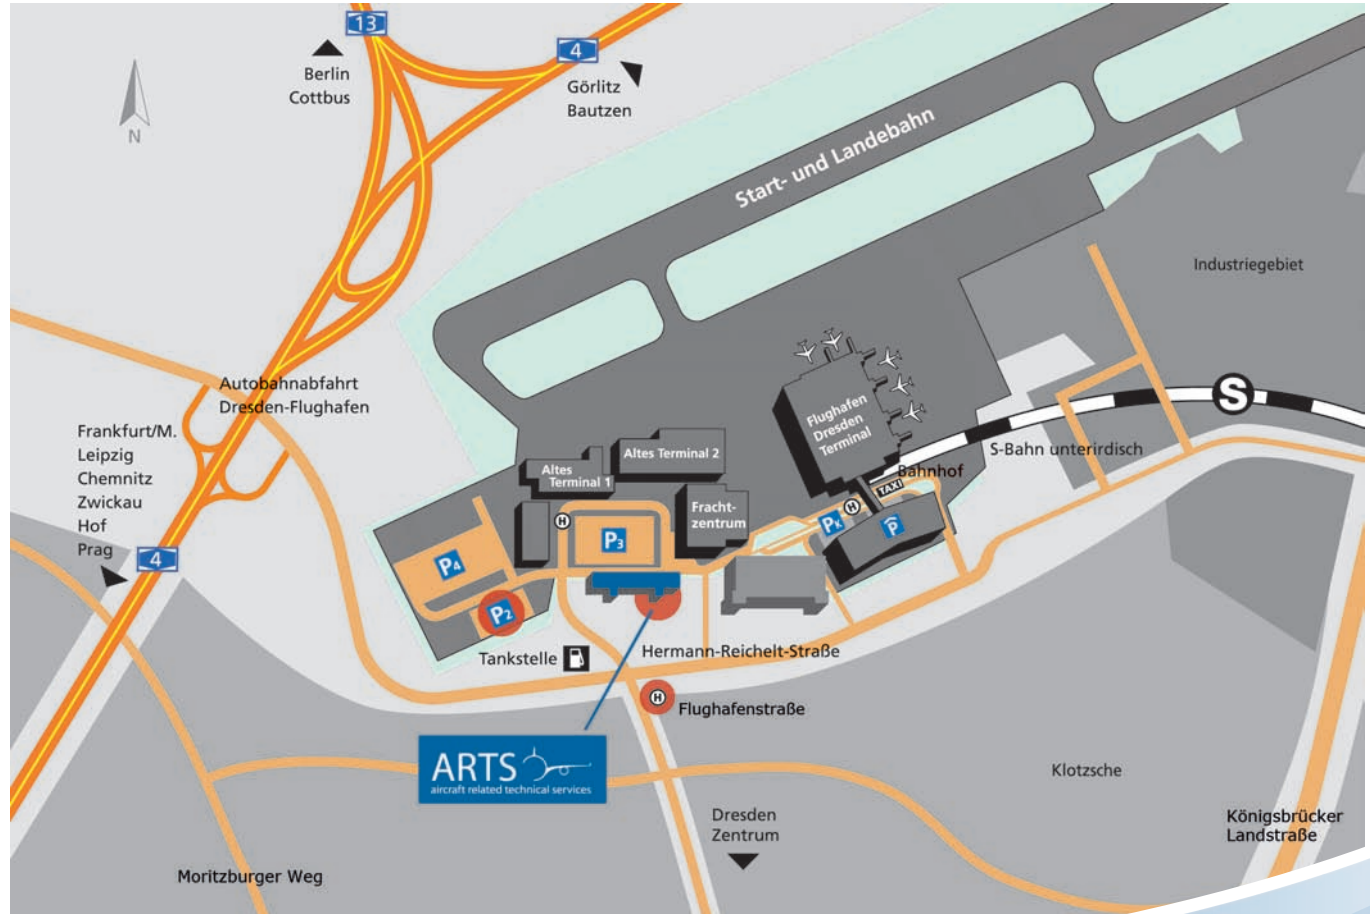 13
4
Berlin
Cottbus
Görlitz
Bautzen
N
Start- und Landebahn
Industriegebiet
Autobahnabfahrt
Dresden-Flughafen
Frankfurt/M.
Leipzig
Chemnitz
Zwickau
Hof
Prag
4
Flughafen
Dresden
Terminal
S
S-Bahn unterirdisch
Bahnhof
TAXI
Altes Terminal 2
Altes
Terminal 1
Fracht-
zentrum
H
H
PK
P
P3
P4
P2
Tankstelle
Hermann-Reichelt-Straße
H
Flughafenstraße
ARTS
aircraft related technical services
Klotzsche
Dresden
Zentrum
Königsbrücker
Landstraße
Moritzburger Weg